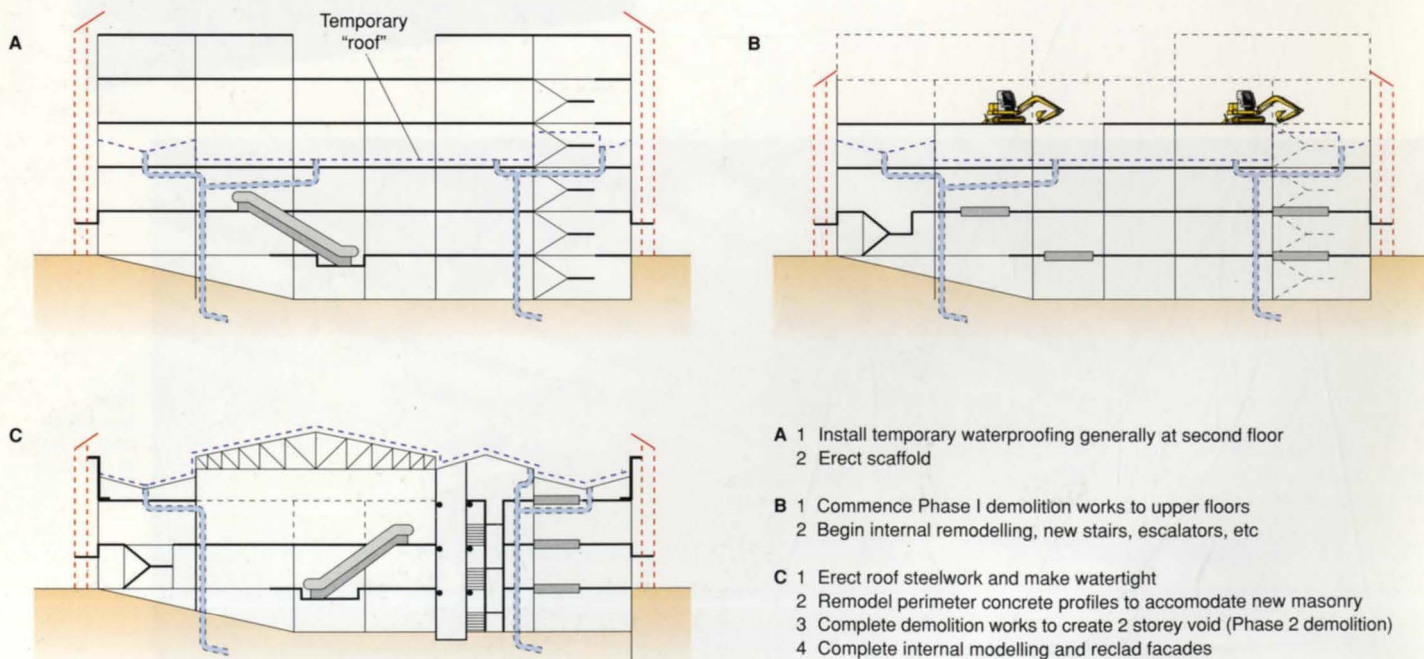 A
Temporary
"roof"
B
C
A 1 Install temporary waterproofing generally at second floor
2 Erect scaffold
B 1 Commence Phase I demolition works to upper floors
2 Begin internal remodelling, new stairs, escalators, etc
C 1 Erect roof steelwork and make watertight
2 Remodel perimeter concrete profiles to accomodate new masonry
3 Complete demolition works to create 2 storey void (Phase 2 demolition)
4 Complete internal modelling and reclad facades